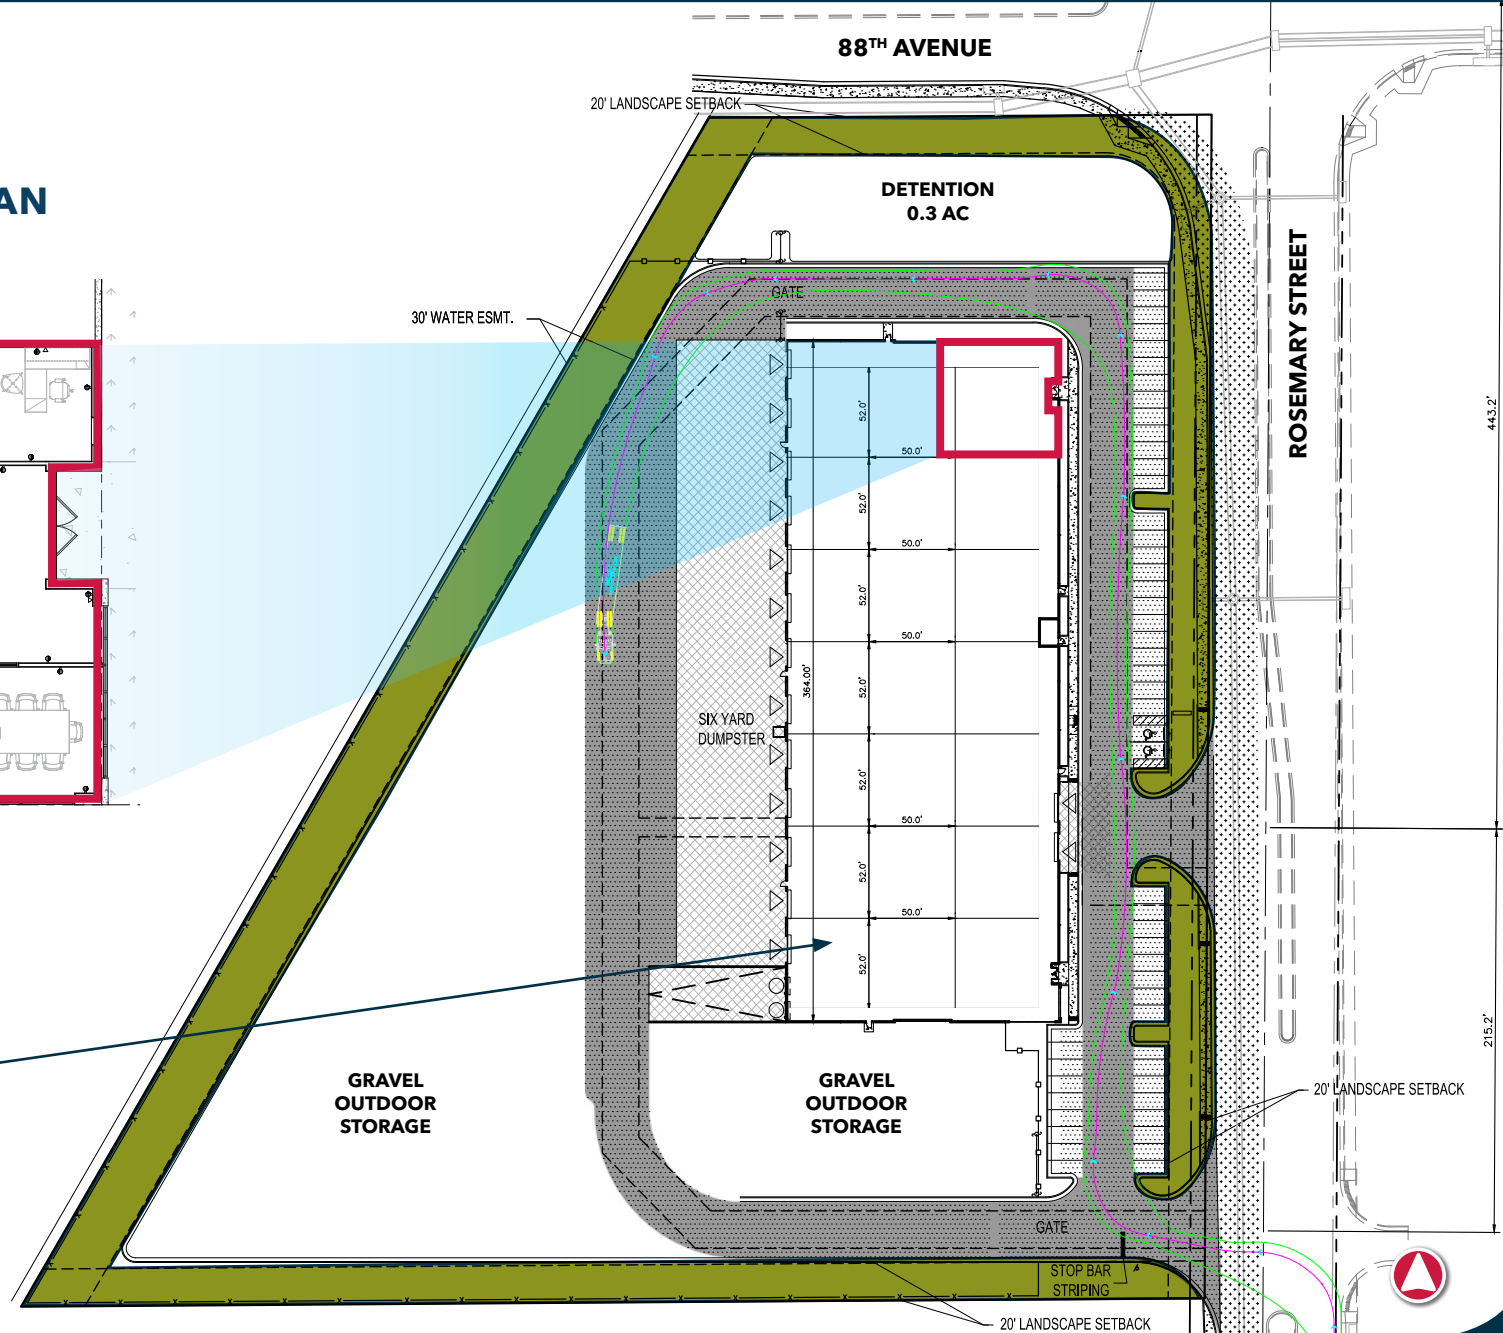 88TH AVENUE
20' LANDSCAPE SETBACK
AN
DETENTION
0.3 AC
ROSEMARY STREET
GATE
30' WATER ESMT.
443.2'
52.0'
50.0'
52.0'
50.0'
52.0'
50.0'
364.00'
52.0'
SIX YARD
DUMPSTER
52.0'
50.0'
52.0'
50.0'
52.0'
215.2'
GRAVEL
OUTDOOR
STORAGE
GRAVEL
OUTDOOR
STORAGE
20' LANDSCAPE SETBACK
GATE
STOP BAR
STRIPING
20' LANDSCAPE SETBACK